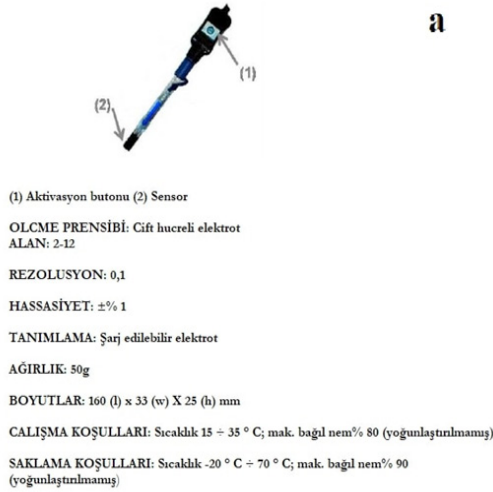 a
(1)
(2)
(1) Aktivasyon butonu (2) Sensor
OLCME PRENSİBİ: Cift hucreli elektrot
ALAN: 2-12
REZOLUSYON: 0,1
HASSASİYET: ±% 1
TANIMLAMA: Şarj edilebilir elektrot
AĞIRLIK: 50g
BOYUTLAR: 160 (l) x 33 (w) X 25 (h) mm
CALIŞMA KOŞULLARI: Sıcaklık 15 ÷ 35 ° C; mak. bağıl nem% 80 (yoğunlaştırılmamış)
SAKLAMA KOŞULLARI: Sıcaklık -20 ° C ÷ 70 ° C; mak. bağıl nem% 90
(yoğunlaştırılmamış)